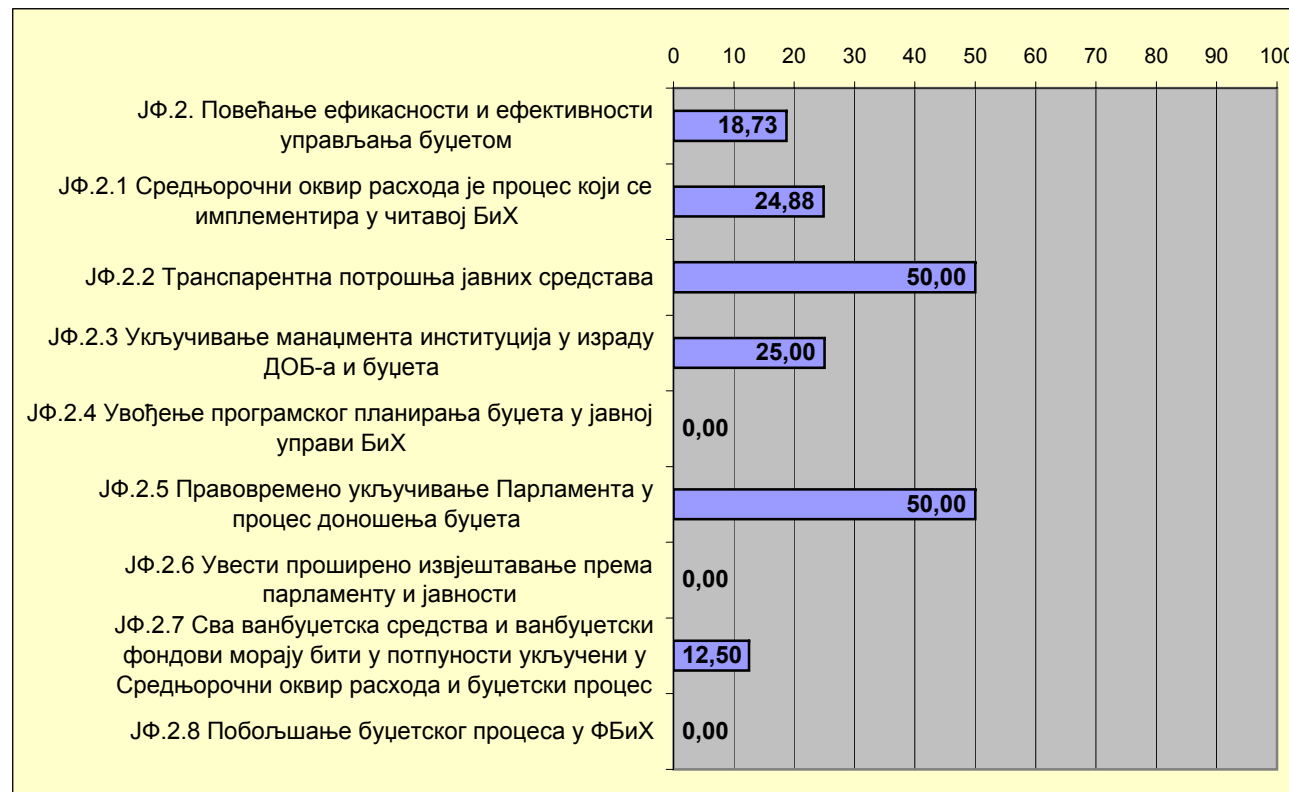 0 10 20 30 40 50 60 70 80 90 100
ЈФ.2. Повећање ефикасности и ефективности
управљања буџетом
18,73
ЈФ.2.1 Средњорочни оквир расхода је процес који се
имплементира у читавој БиХ
24,88
ЈФ.2.2 Транспарентна потрошња јавних средстава
50,00
ЈФ.2.3 Укључивање манаџмента институција у израду
ДОБ-а и буџета
25,00
ЈФ.2.4 Увођење програмског планирања буџета у јавној
управи БиХ
0,00
ЈФ.2.5 Правовремено укључивање Парламента у
процес доношења буџета
50,00
ЈФ.2.6 Увести проширено извјештавање према
парламенту и јавности
0,00
ЈФ.2.7 Сва ванбуџетска средства и ванбуџетски
фондови морају бити у потпуности укључени у
Средњорочни оквир расхода и буџетски процес
12,50
ЈФ.2.8 Побољшање буџетског процеса у ФБиХ
0,00